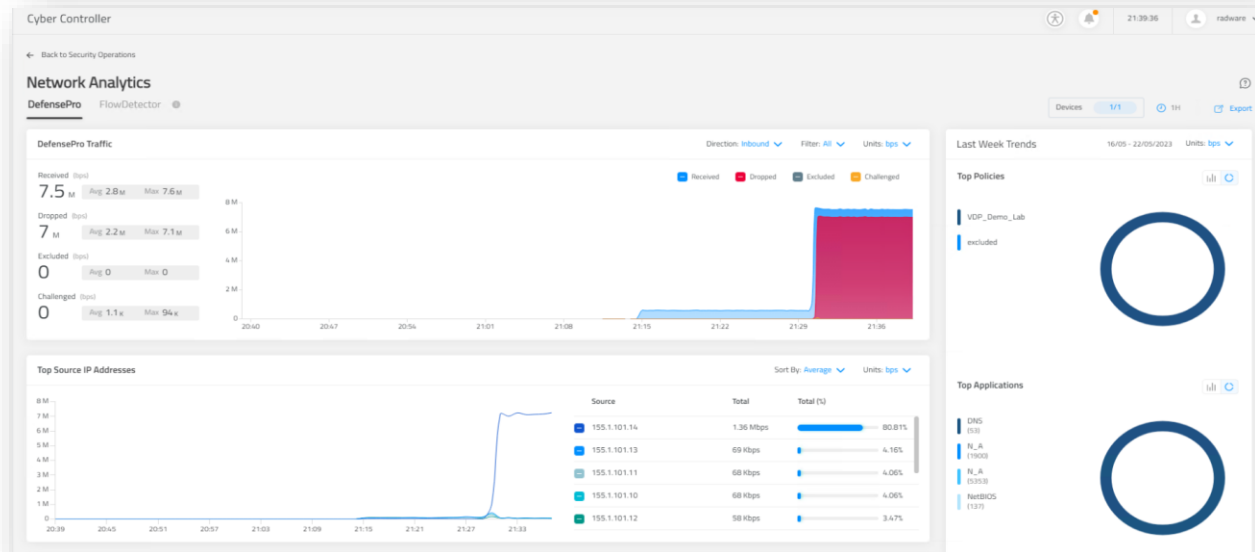 Cyber Controller
21:39:36
radware
← Back to Security Operations
Network Analytics
DefensePro FlowDetector
Devices 1/1 1H Export
DefensePro Traffic
Direction: Inbound Filter: All Units: bps
Received (bps)
7.5 M Avg 2.8 M Max 7.6 M
Dropped (bps)
7 M Avg 2.2 M Max 7.1 M
Excluded (bps)
0 Avg 0 Max 0
Challenged (bps)
0 Avg 1.1 K Max 94 K
Received Dropped Excluded Challenged
8 M
6 M
4 M
2 M
0
20:40 20:47 20:54 21:01 21:08 21:15 21:22 21:29 21:36
Top Source IP Addresses
Sort By: Average Units: bps
8 M
7 M
6 M
5 M
4 M
3 M
2 M
1 M
0
20:39 20:45 20:51 20:57 21:03 21:09 21:15 21:21 21:27 21:33
Source Total Total (%)
155.1.101.14 1.36 Mbps 80.81%
155.1.101.13 69 Kbps 4.16%
155.1.101.11 68 Kbps 4.06%
155.1.101.10 68 Kbps 4.06%
155.1.101.12 58 Kbps 3.47%
Last Week Trends 16/05 - 22/05/2023 Units: bps
Top Policies
VDP_Demo_Lab
excluded
Top Applications
DNS
(53)
N_A
(1900)
N_A
(5353)
NetBIOS
(137)